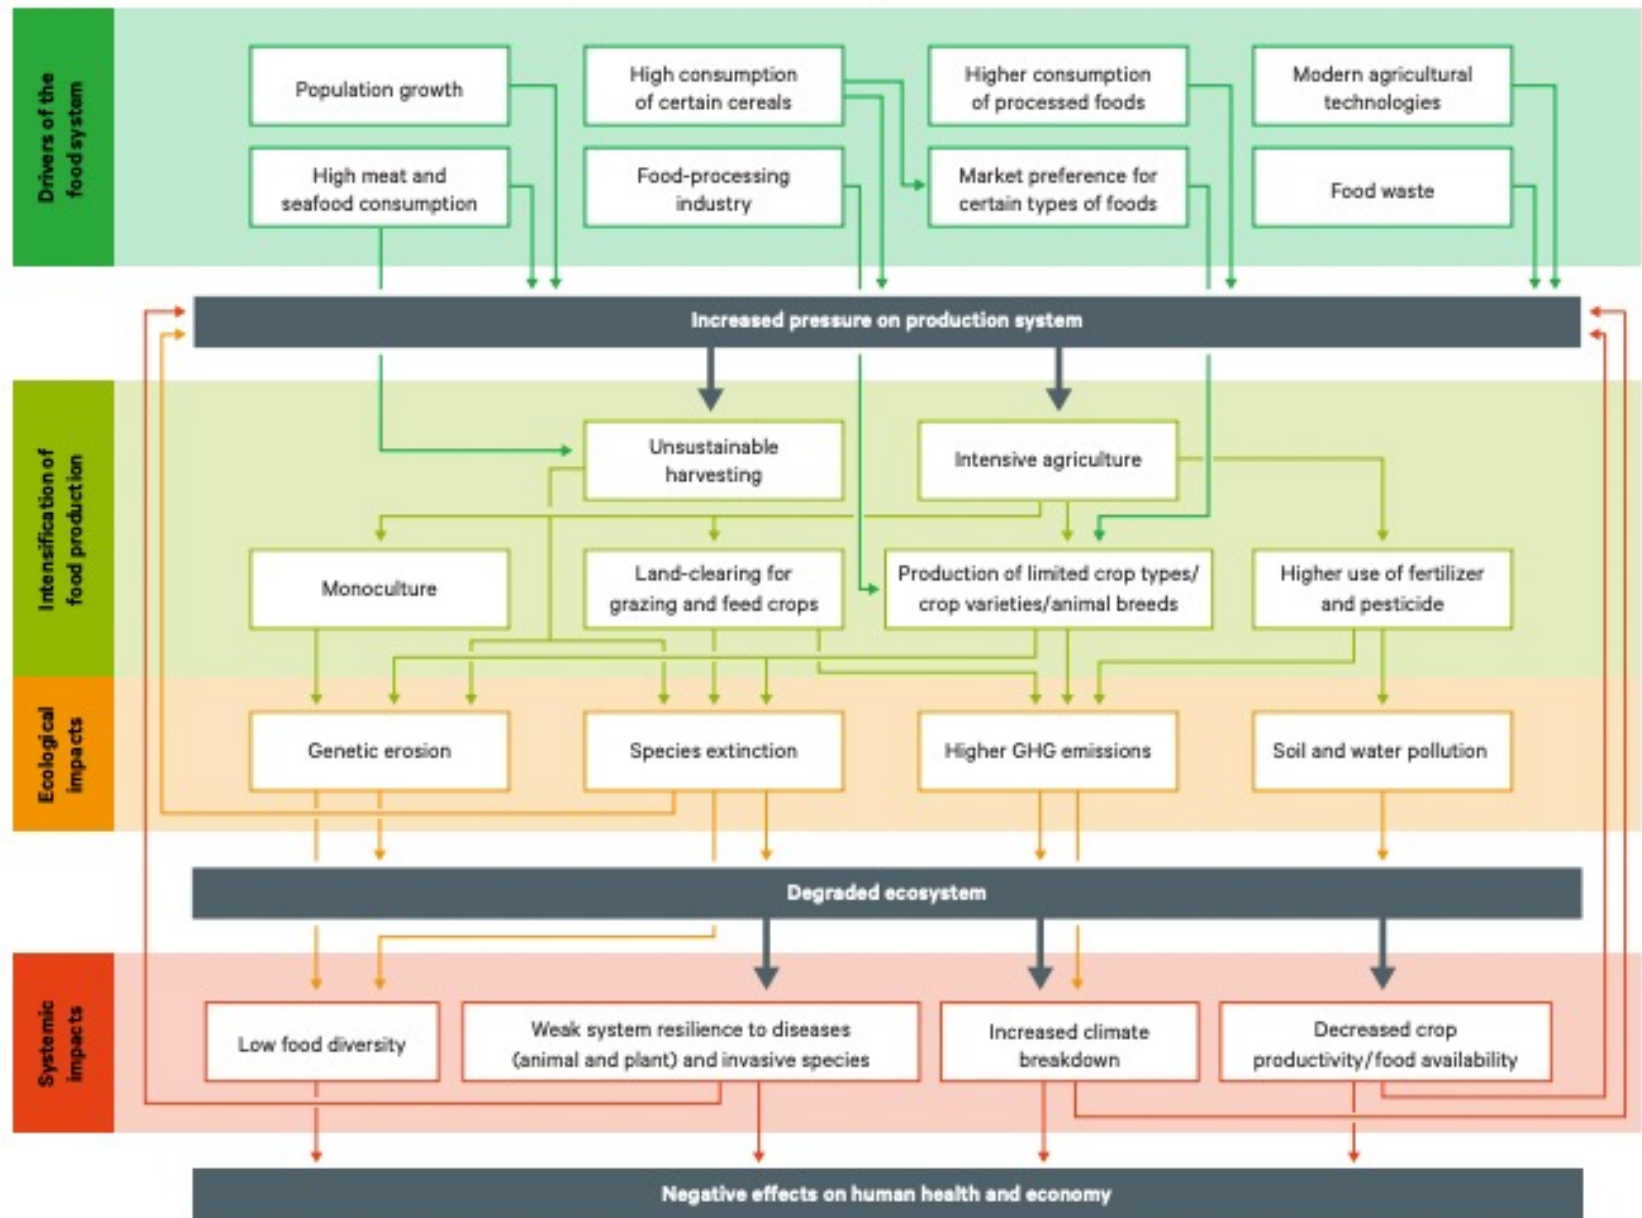 Drivers of the
food system
Population growth
High consumption
of certain cereals
Higher consumption
of processed foods
Modern agricultural
technologies
High meat and
seafood consumption
Food-processing
industry
Market preference for
certain types of foods
Food waste
Increased pressure on production system
Intensification of
food production
Unsustainable
harvesting
Intensive agriculture
Monoculture
Land-clearing for
grazing and feed crops
Production of limited crop types/
crop varieties/animal breeds
Higher use of fertilizer
and pesticide
Ecological
impacts
Genetic erosion
Species extinction
Higher GHG emissions
Soil and water pollution
Degraded ecosystem
Systemic
impacts
Low food diversity
Weak system resilience to diseases
(animal and plant) and invasive species
Increased climate
breakdown
Decreased crop
productivity/food availability
Negative effects on human health and economy